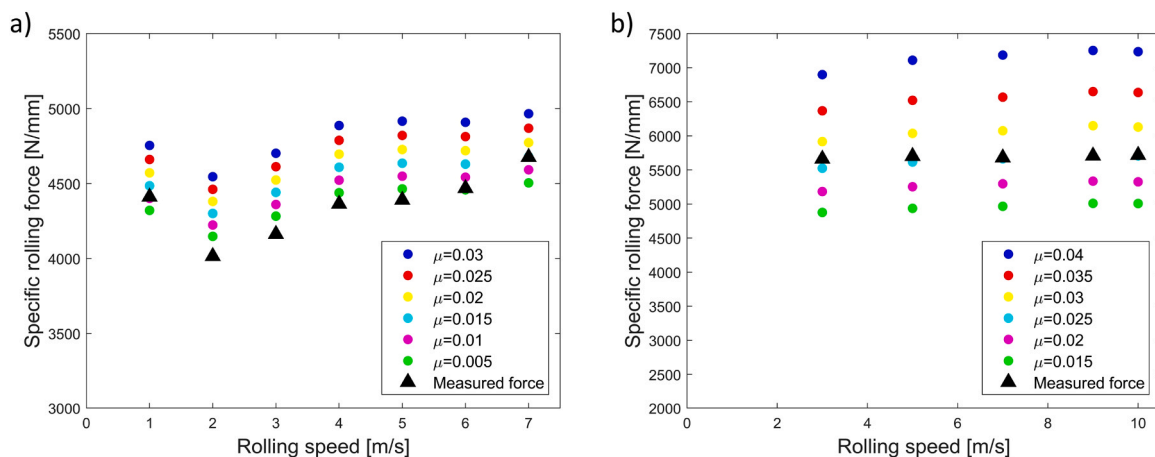 a)
5500
5000
4500
4000
3500
3000
Specific rolling force [N/mm]
0 1 2 3 4 5 6 7
Rolling speed [m/s]
μ=0.03
μ=0.025
μ=0.02
μ=0.015
μ=0.01
μ=0.005
Measured force
b)
7500
7000
6500
6000
5500
5000
4500
4000
3500
3000
2500
2000
Specific rolling force [N/mm]
0 2 4 6 8 10
Rolling speed [m/s]
μ=0.04
μ=0.035
μ=0.03
μ=0.025
μ=0.02
μ=0.015
Measured force